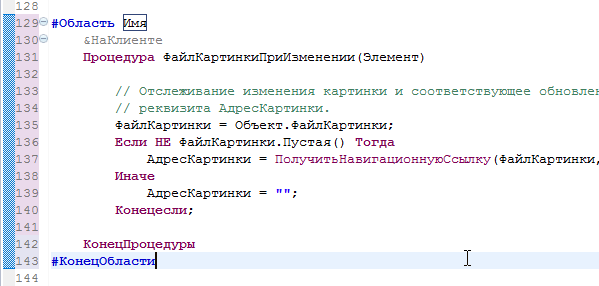 128
129 #Область Имя
130 &НаКлиенте
131 Процедура ФайлКартинкиПриИзменении(Элемент)
132
133 // Отслеживание изменения картинки и соответствующее обновлен
134 // реквизита АдресКартинки.
135 ФайлКартинки = Объект.ФайлКартинки;
136 Если НЕ ФайлКартинки.Пустая() Тогда
137 АдресКартинки = ПолучитьНавигационнуюСсылку(ФайлКартинки,
138 Иначе
139 АдресКартинки = "";
140 Конецесли;
141
142 КонецПроцедуры
143 #КонецОбласти
144